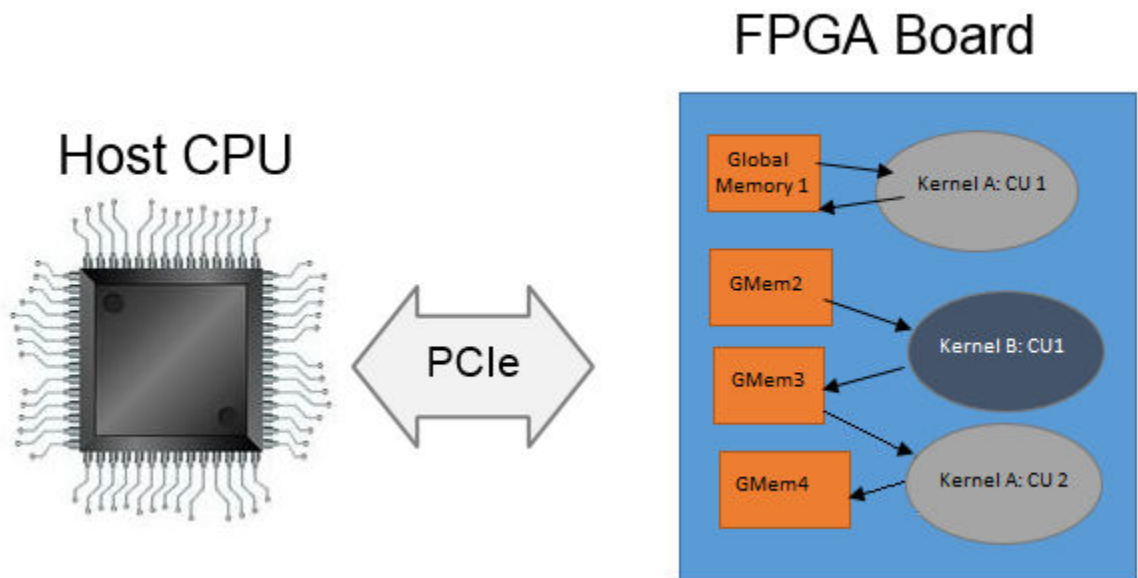 FPGA Board
Host CPU
Global
Memory 1
Kernel A: CU 1
GMem2
Kernel B: CU1
PCIe
GMem3
GMem4
Kernel A: CU 2